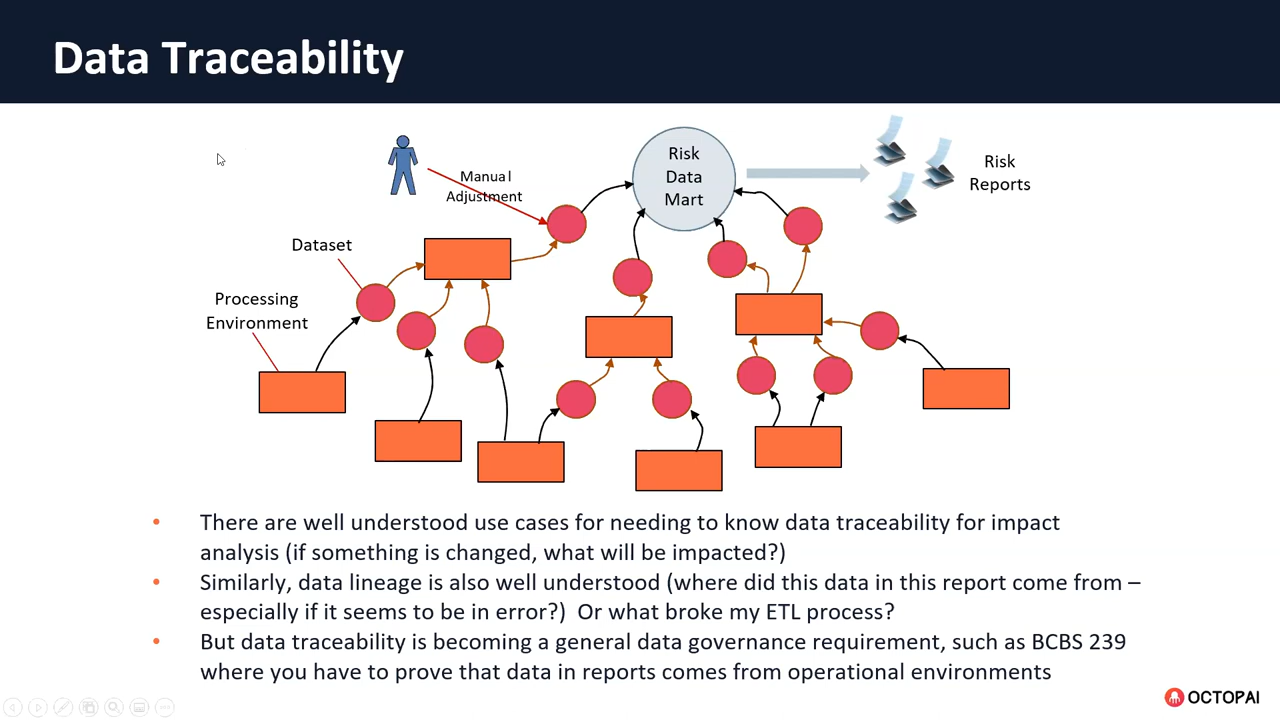 Data Traceability
Manual
Adjustment
Risk
Data
Mart
Risk
Reports
Dataset
Processing
Environment
• There are well understood use cases for needing to know data traceability for impact
analysis (if something is changed, what will be impacted?)
• Similarly, data lineage is also well understood (where did this data in this report come from –
especially if it seems to be in error?)  Or what broke my ETL process?
• But data traceability is becoming a general data governance requirement, such as BCBS 239
where you have to prove that data in reports comes from operational environments
OCTOPAI